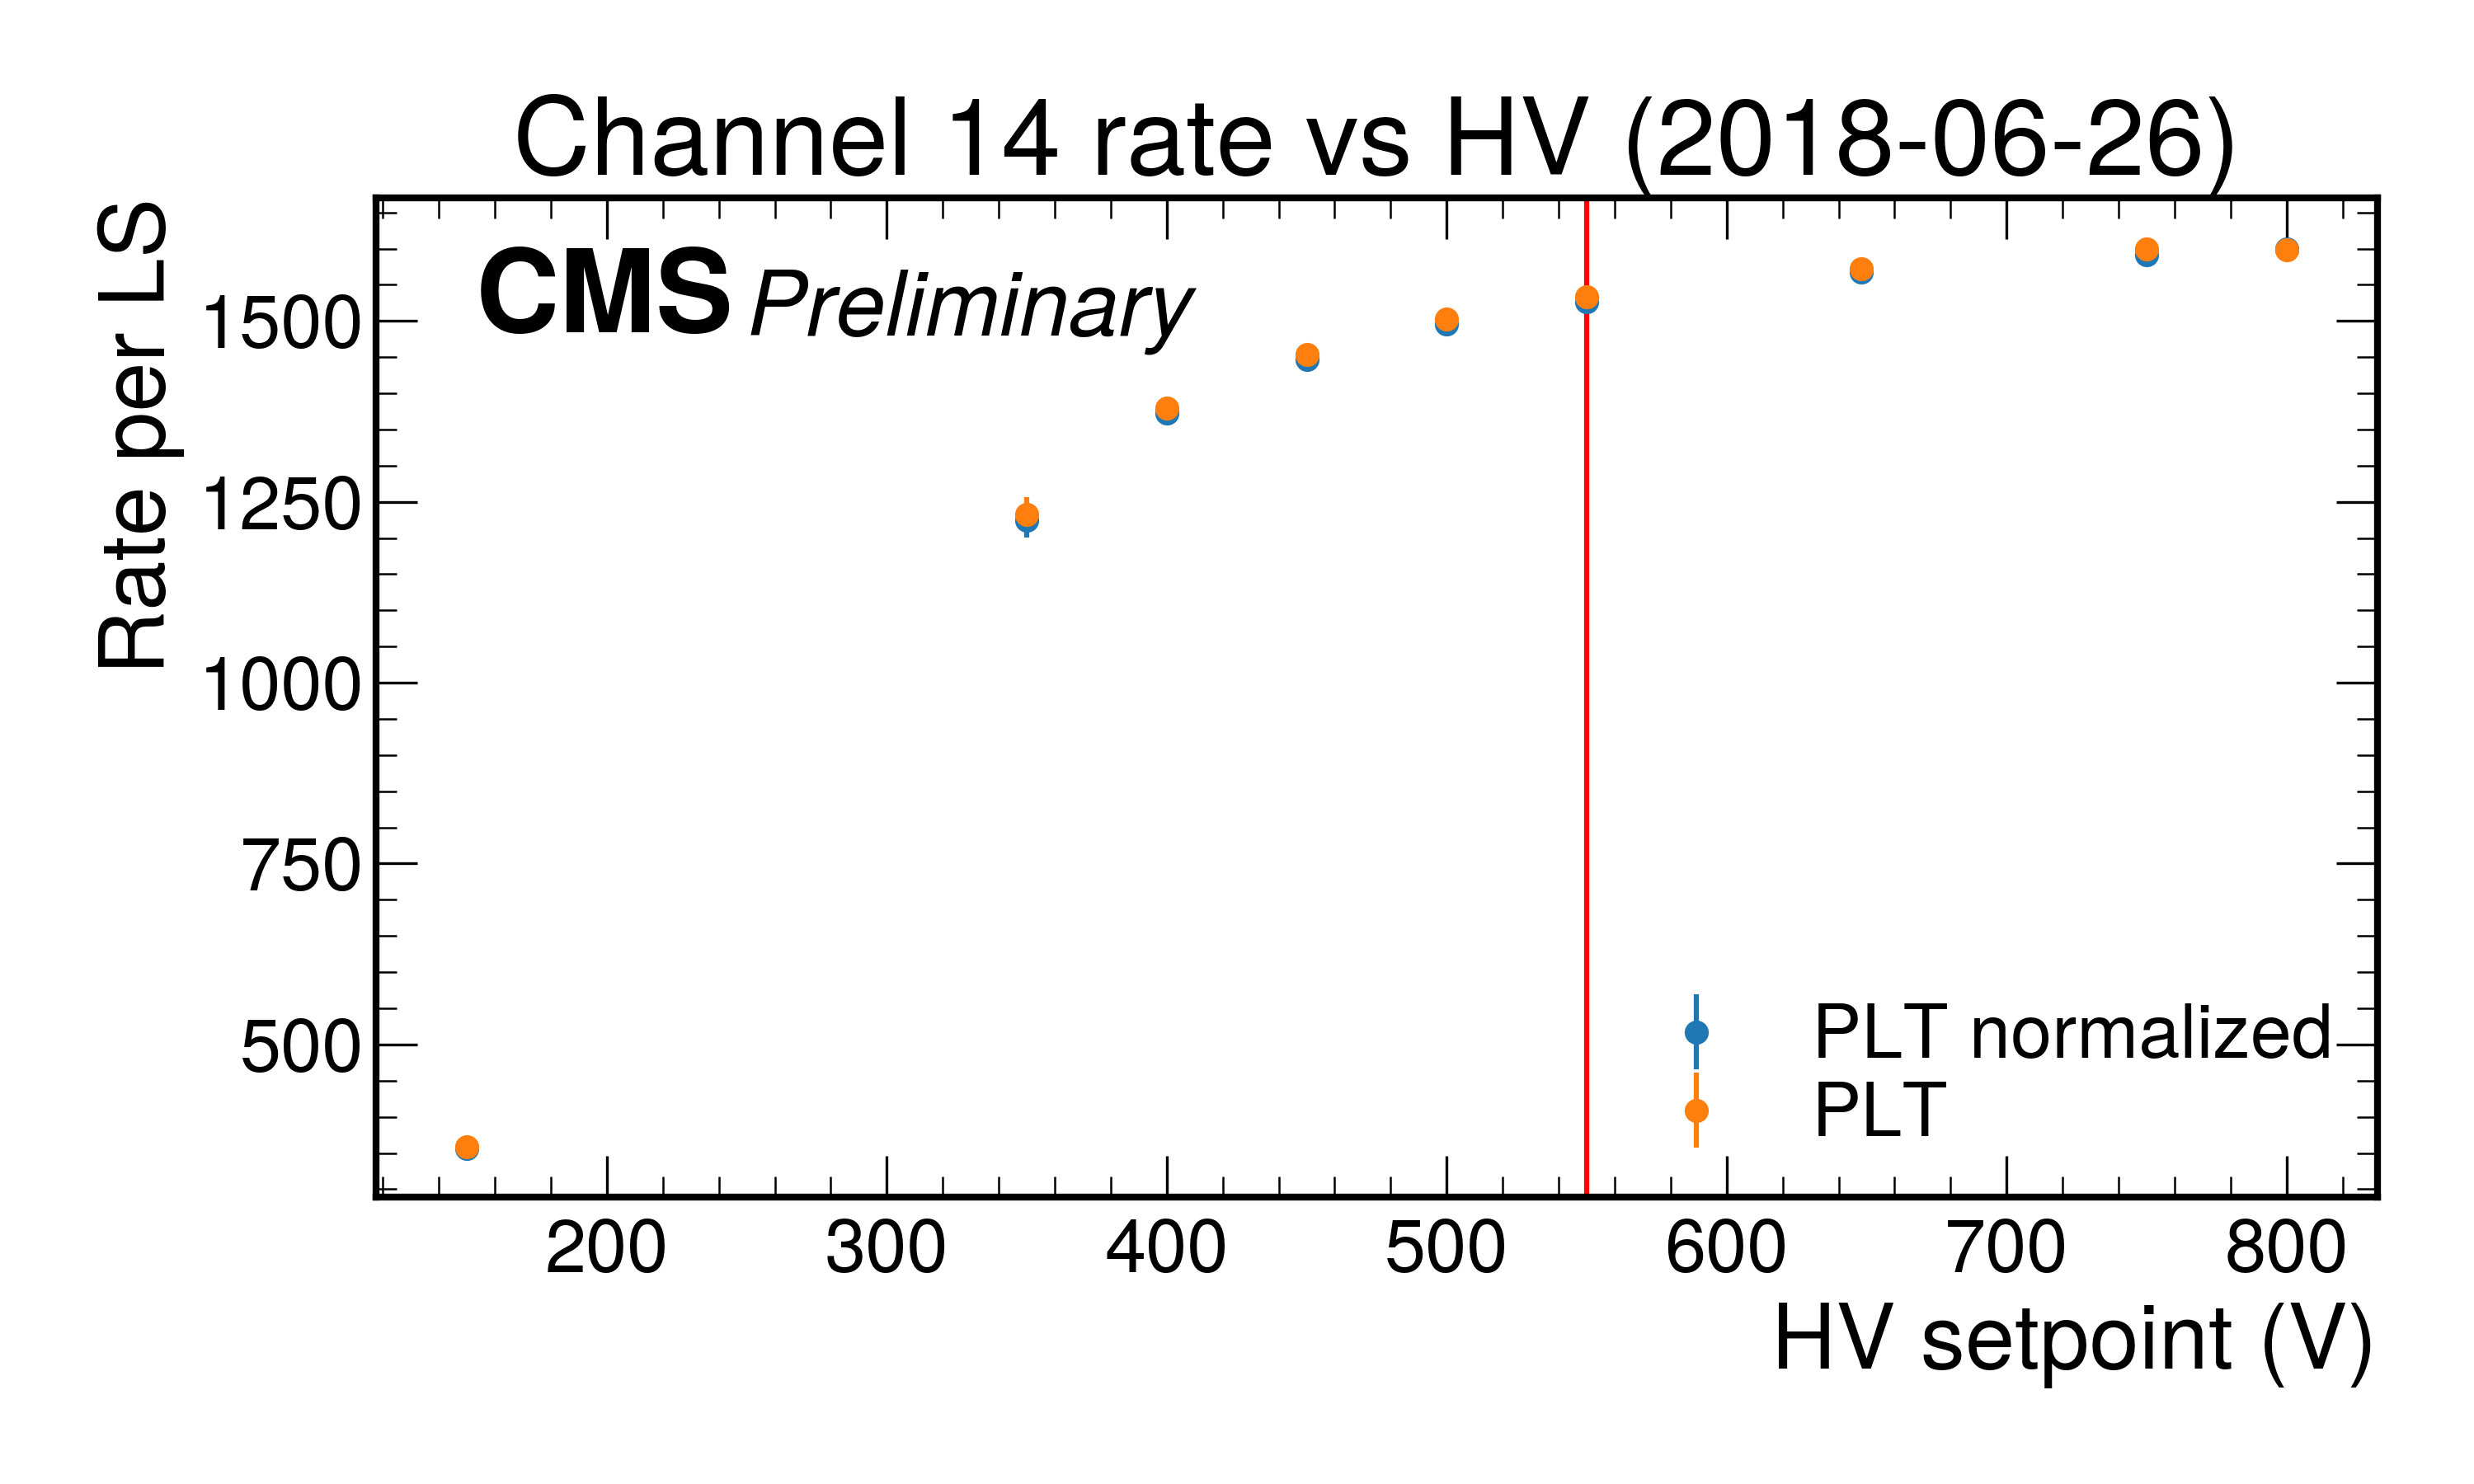 Channel 14 rate vs HV (2018-06-26)
CMS Preliminary
Rate per LS
1500
1250
1000
750
500
PLT normalized
PLT
200 300 400 500 600 700 800
HV setpoint (V)